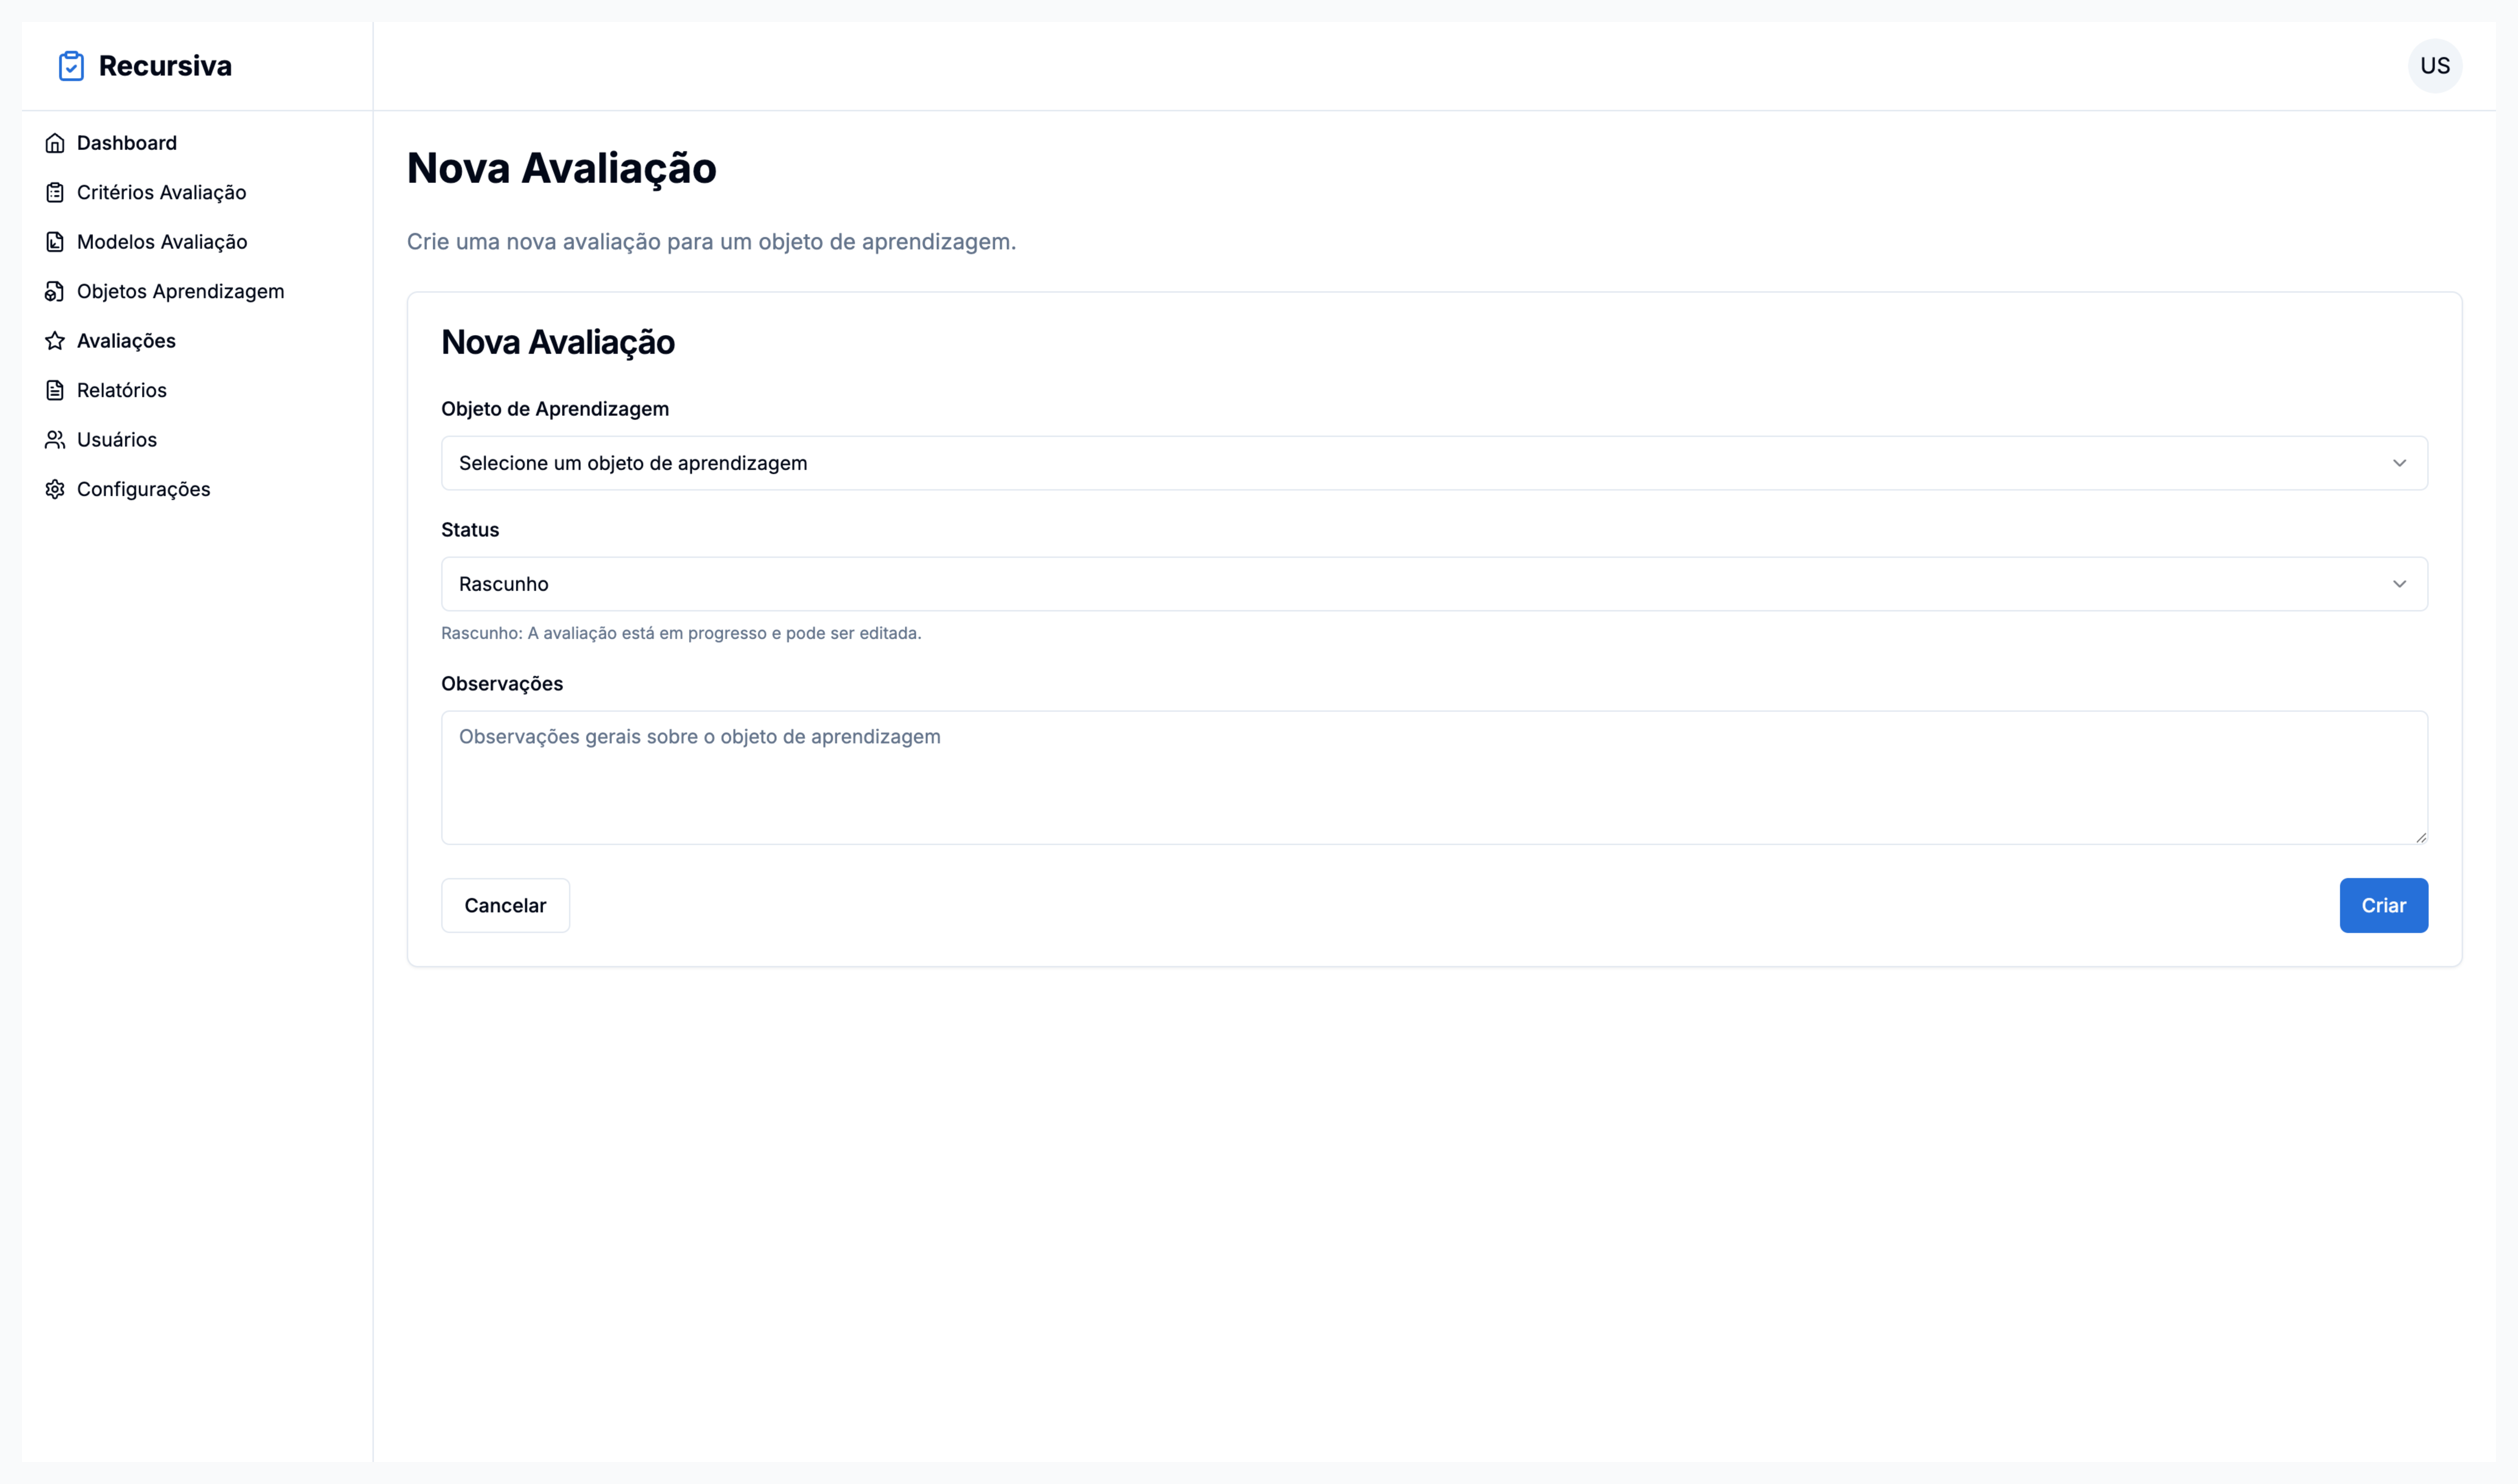 Recursiva
US
Dashboard
Critérios Avaliação
Modelos Avaliação
Objetos Aprendizagem
Avaliações
Relatórios
Usuários
Configurações
Nova Avaliação
Crie uma nova avaliação para um objeto de aprendizagem.
Nova Avaliação
Objeto de Aprendizagem
Selecione um objeto de aprendizagem
Status
Rascunho
Rascunho: A avaliação está em progresso e pode ser editada.
Observações
Observações gerais sobre o objeto de aprendizagem
Cancelar
Criar